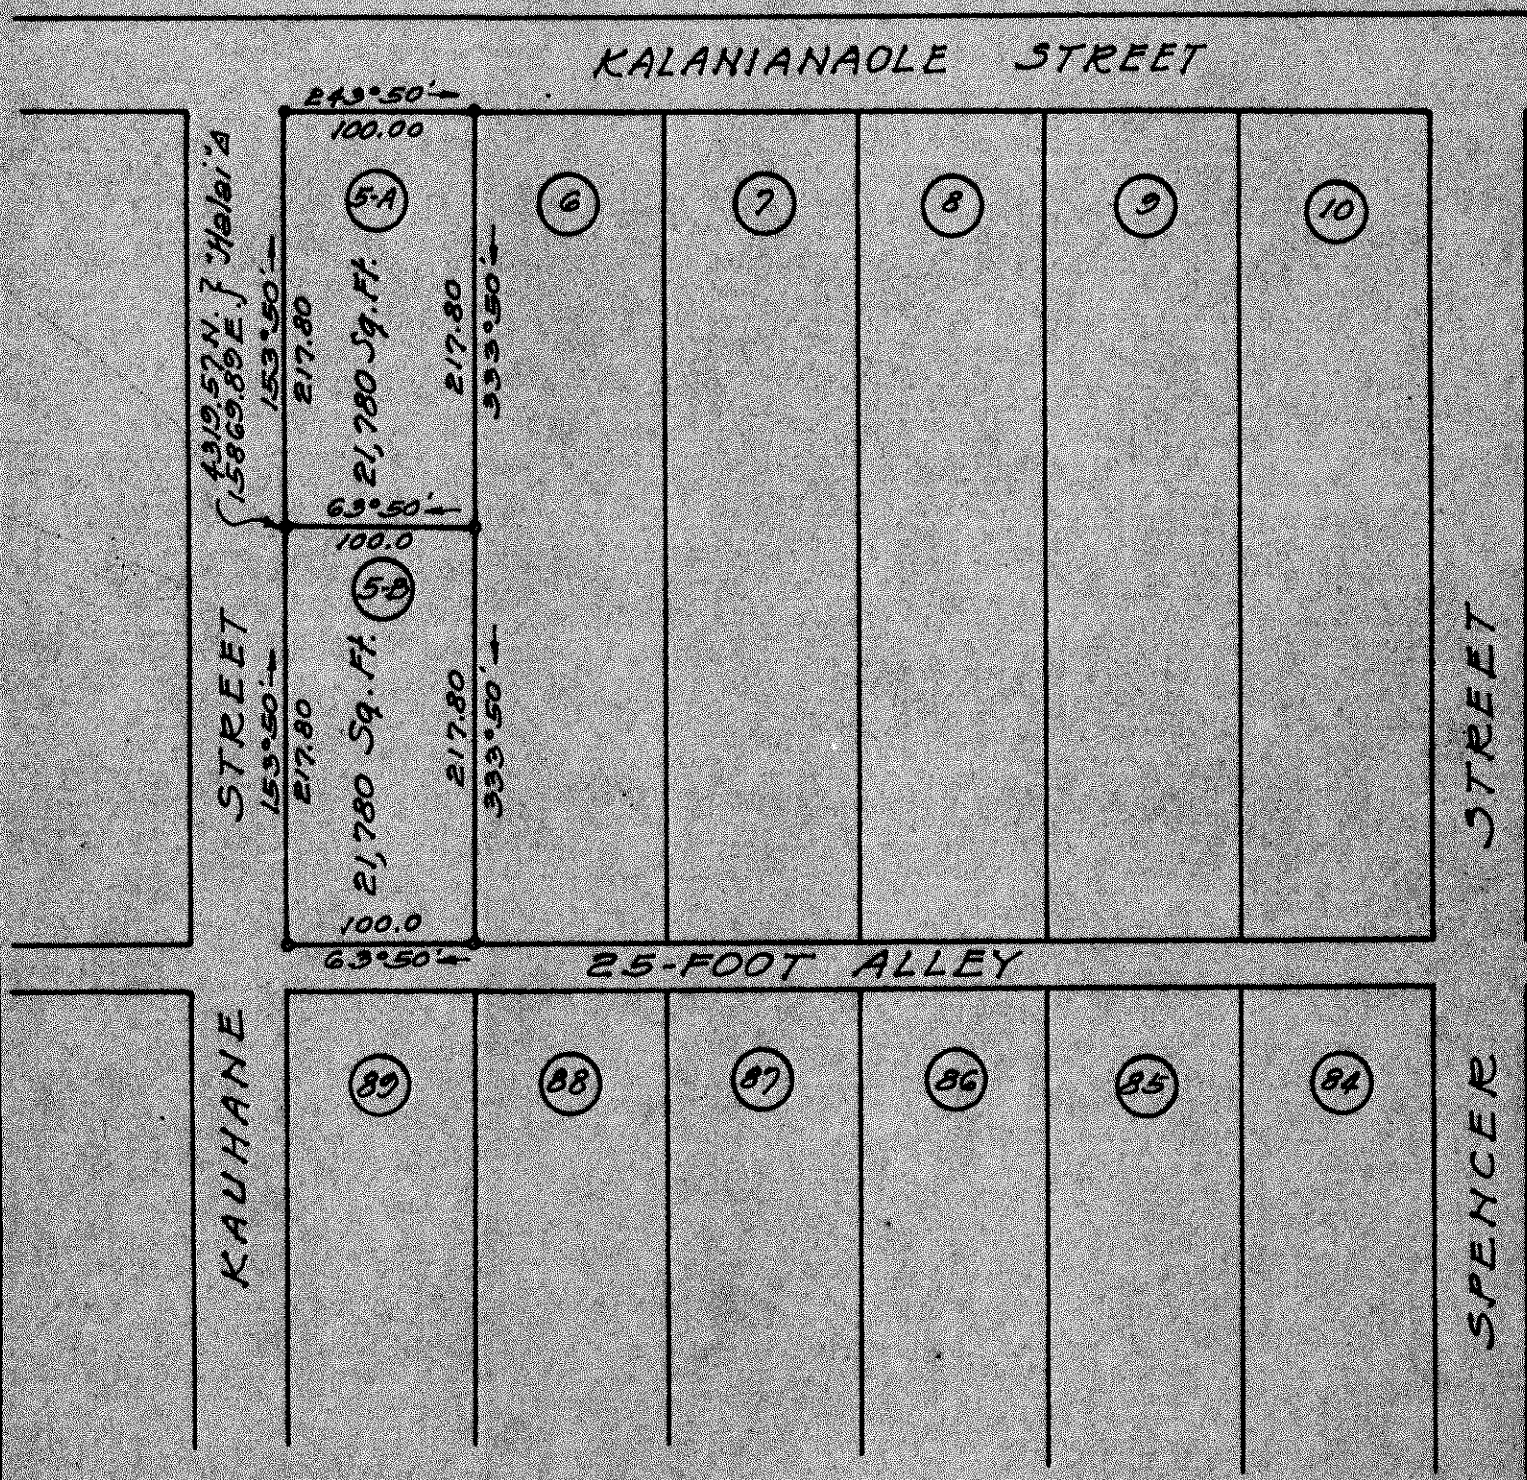 KALANIANAOLE STREET
243°50'
100.00
5-A
6
7
8
9
10
4319.57 N. } "Halai" Δ
15869.89 E.
153°50'
217.80
21,780 Sq.Ft.
217.80
333°50'
63°50'
100.0
5-B
STREET
153°50'
217.80
21,780 Sq.Ft.
217.80
333°50'
STREET
100.0
63°50'
25-FOOT ALLEY
KAUHANE
89
88
87
86
85
84
SPENCER